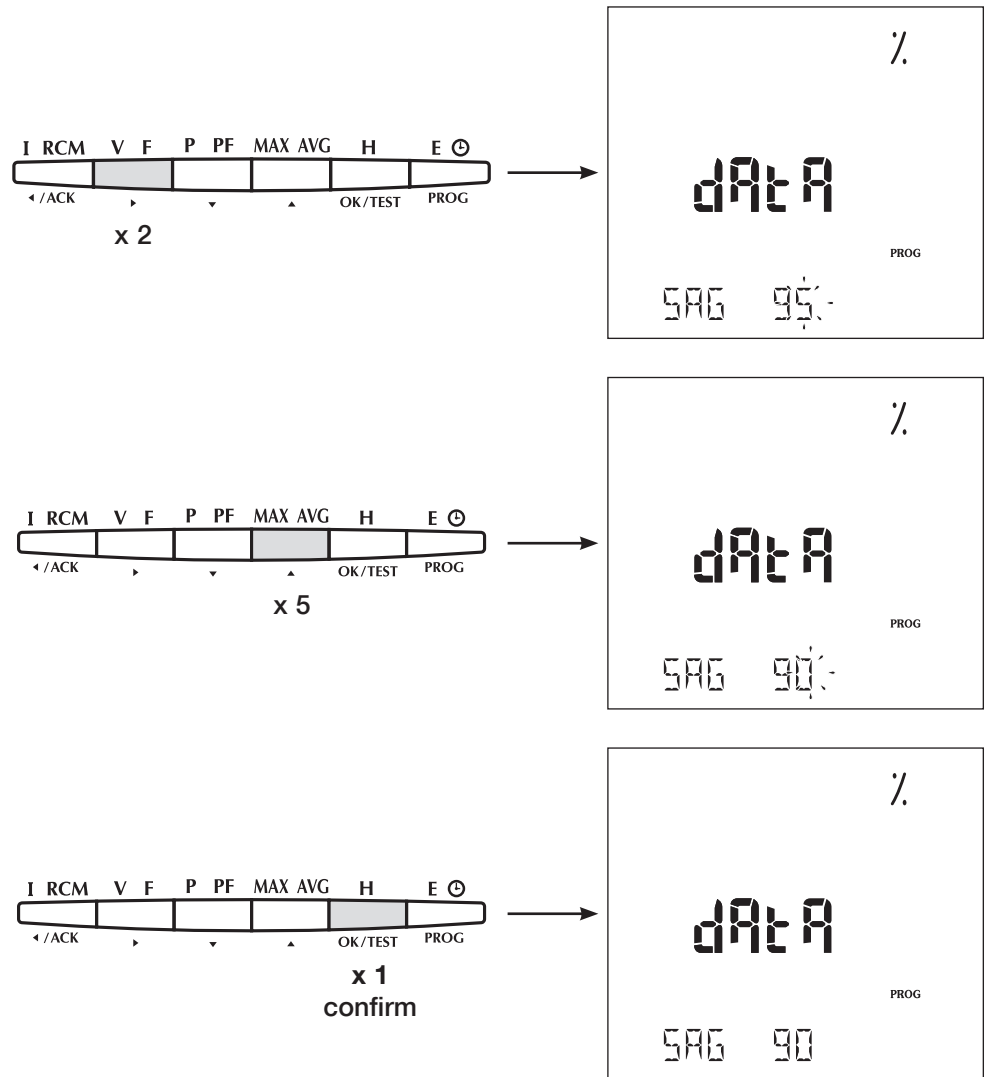 %
I RCM V F P PF MAX AVG H E
◂ /ACK ▸ ▾ ▴ OK/TEST PROG
x 2
dAtA
PROG
SAG 95
%
I RCM V F P PF MAX AVG H E
◂ /ACK ▸ ▾ ▴ OK/TEST PROG
x 5
dAtA
PROG
SAG 90
%
I RCM V F P PF MAX AVG H E
◂ /ACK ▸ ▾ ▴ OK/TEST PROG
x 1
confirm
dAtA
PROG
SAG 90